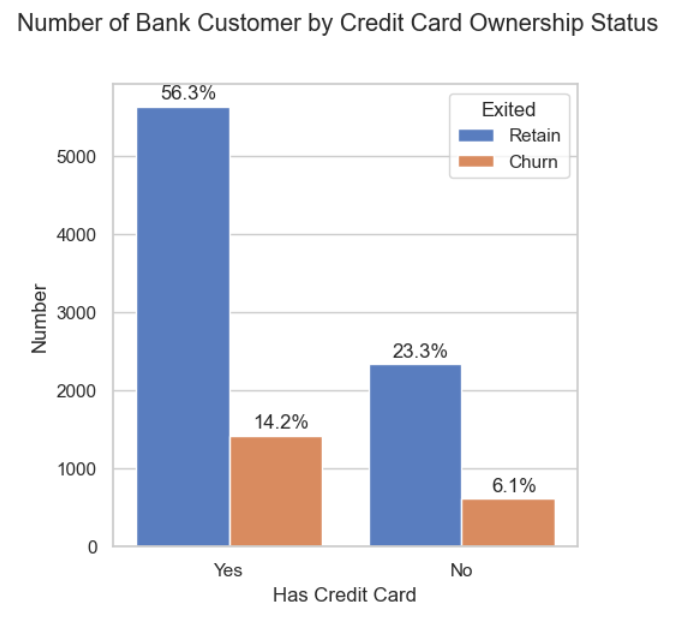 Number of Bank Customer by Credit Card Ownership Status
56.3%
Exited
Retain
Churn
5000
4000
3000
Number
23.3%
2000
14.2%
1000
6.1%
0
Yes
No
Has Credit Card